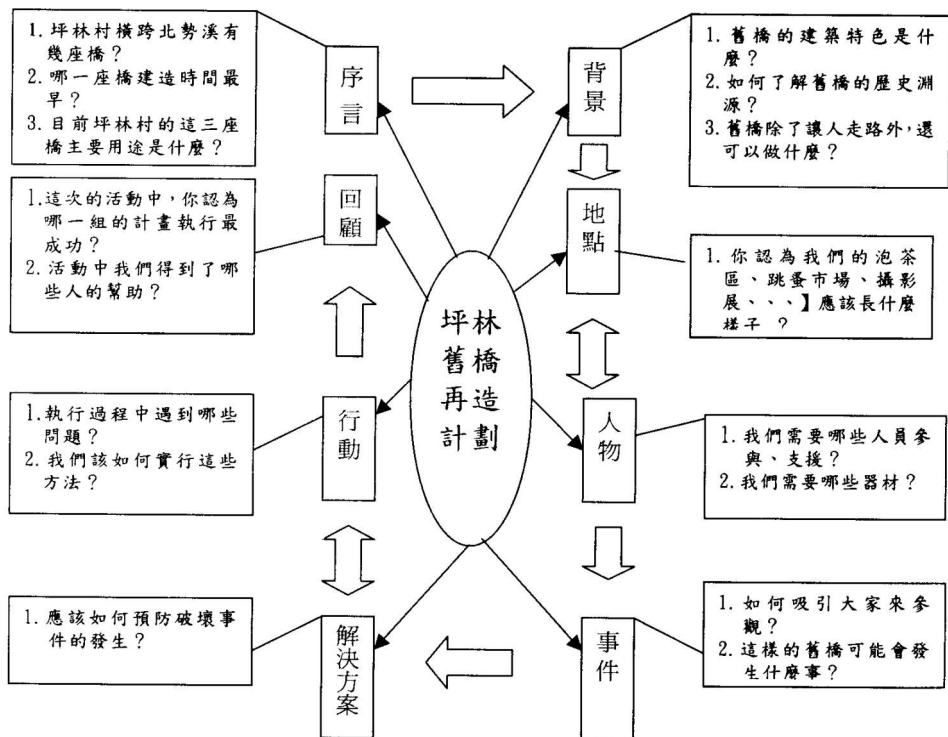 1. 坪林村橫跨北勢溪有
幾座橋？
2. 哪一座橋建造時間最
早？
3. 目前坪林村的這三座
橋主要用途是什麼？
序言
背景
1. 舊橋的建築特色是什
麼？
2. 如何了解舊橋的歷史淵
源？
3. 舊橋除了讓人走路外，還
可以做什麼？
1.這次的活動中，你認為
哪一組的計畫執行最
成功？
2. 活動中我們得到了哪
些人的幫助？
回顧
地點
1. 你認為我們的泡茶
區、跳蚤市場、攝影
展、、、】應該長什麼
樣子 ？
坪林
舊橋
再造
計劃
1.執行過程中遇到哪些
問題？
2. 我們該如何實行這些
方法？
行動
人物
1. 我們需要哪些人員參
與、支援？
2. 我們需要哪些器材？
1. 應該如何預防破壞事
件的發生？
解決方案
事件
1. 如何吸引大家來參
觀？
2. 這樣的舊橋可能會發
生什麼事？